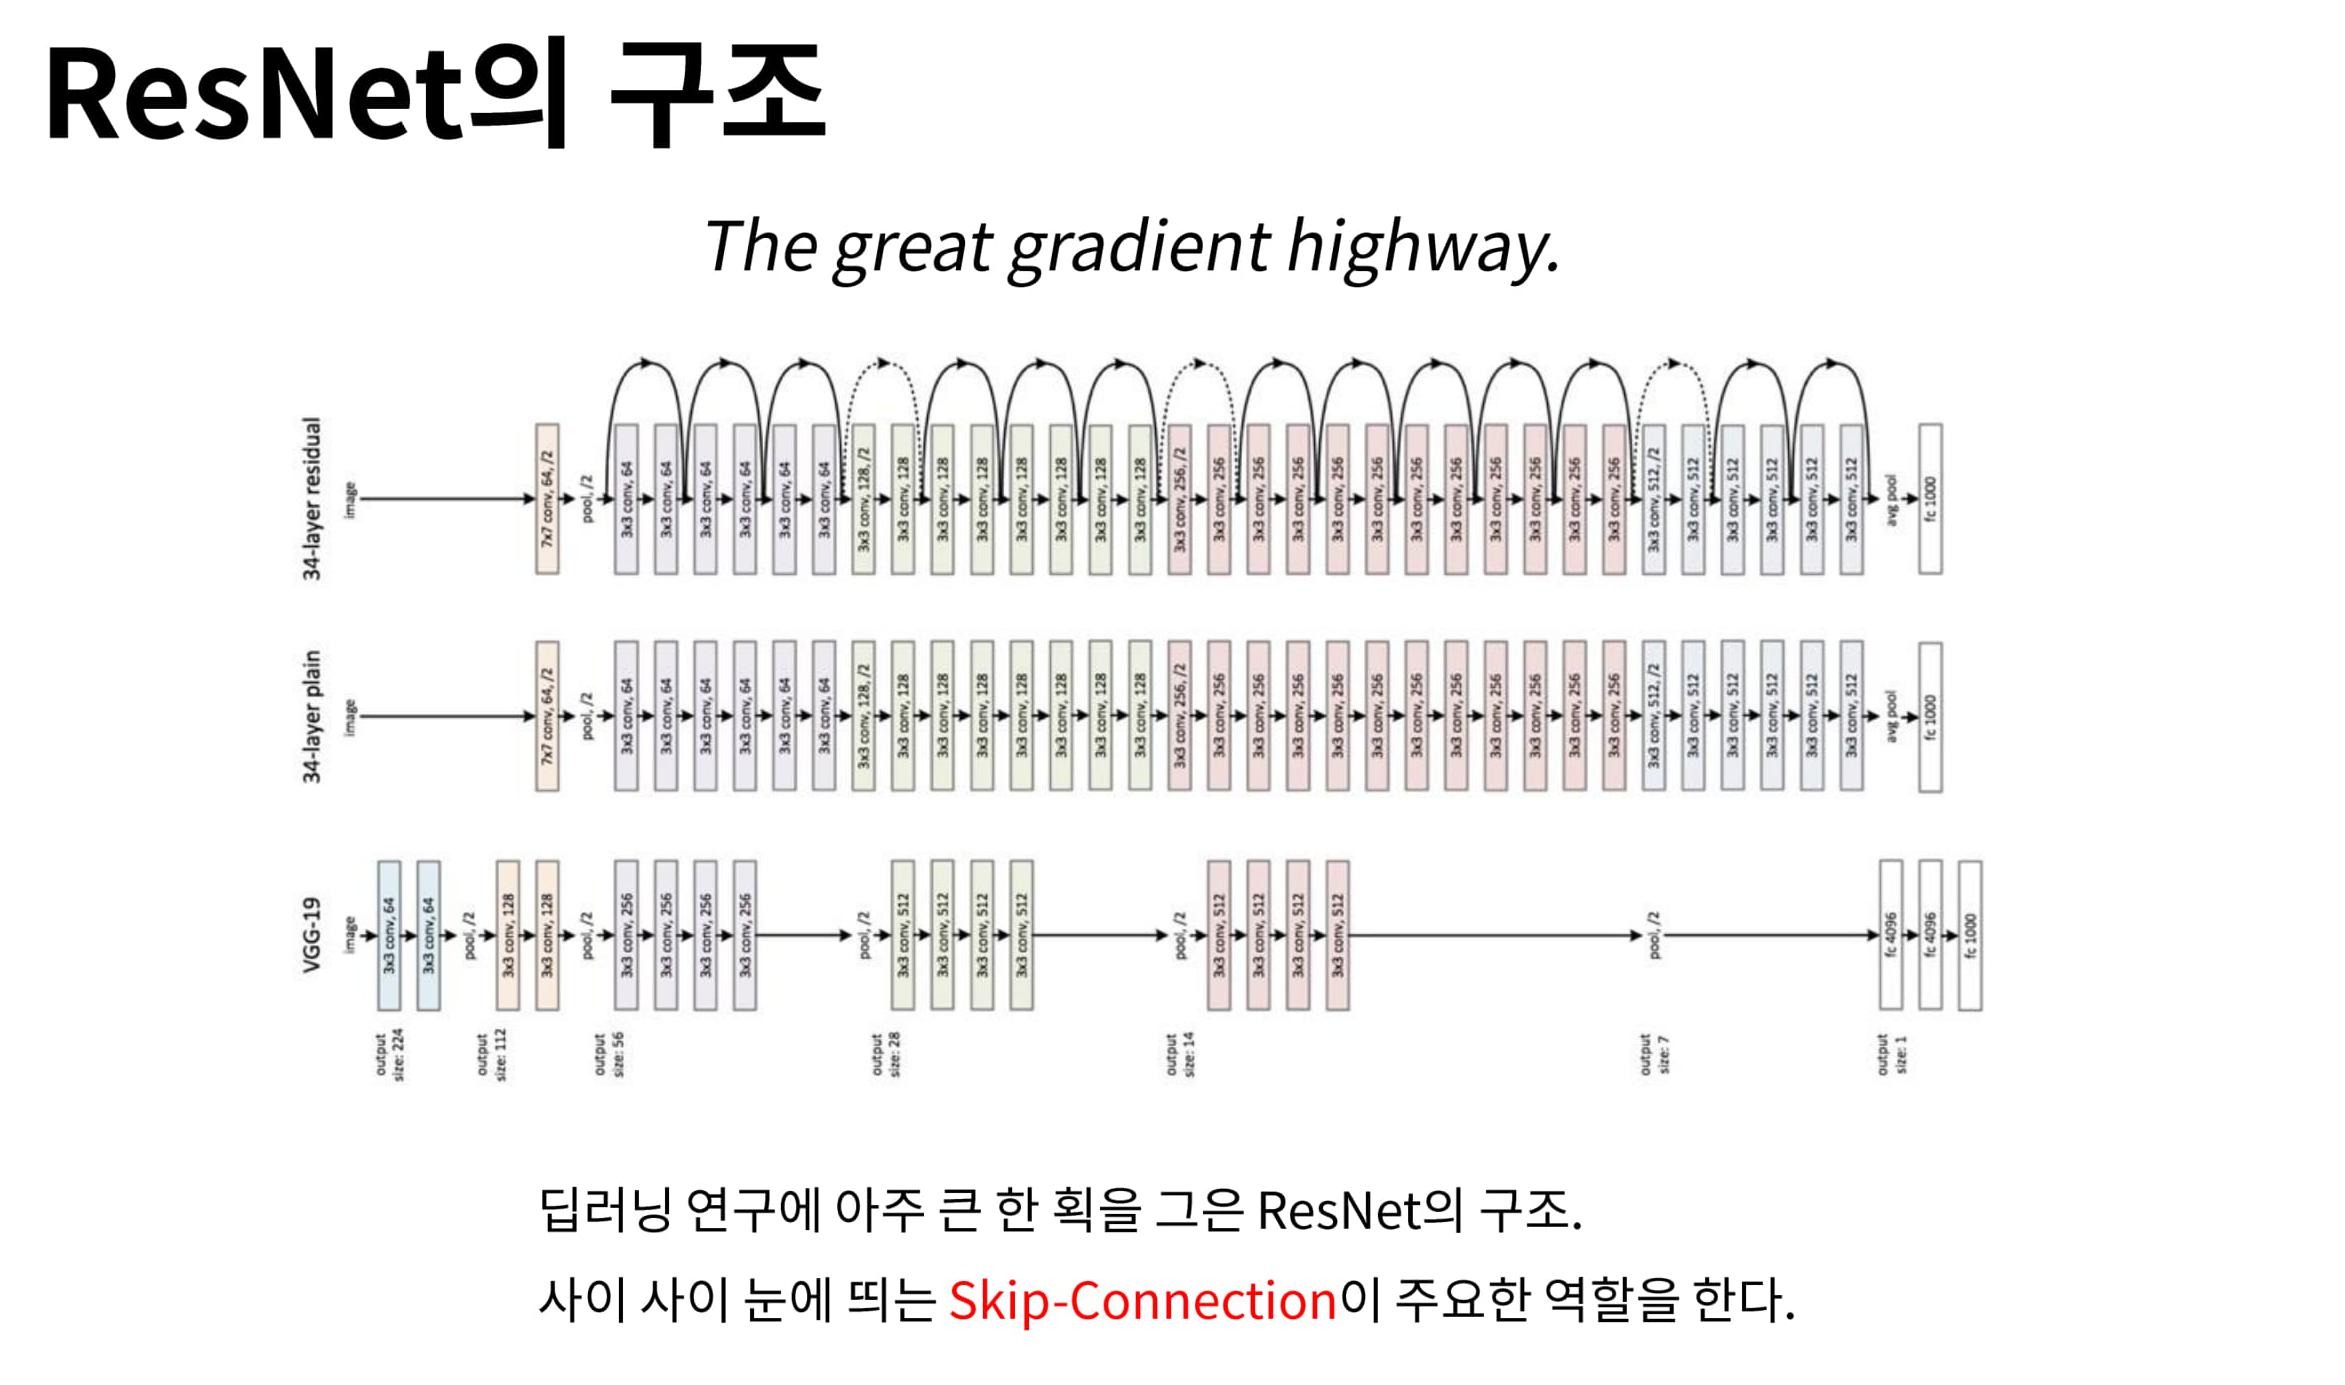 ResNet의 구조
The great gradient highway.
34-layer residual
image
7x7 conv, 64, /2
pool, /2
3x3 conv, 64
3x3 conv, 64
3x3 conv, 64
3x3 conv, 64
3x3 conv, 64
3x3 conv, 64
3x3 conv, 128, /2
3x3 conv, 128
3x3 conv, 128
3x3 conv, 128
3x3 conv, 128
3x3 conv, 128
3x3 conv, 128
3x3 conv, 128
3x3 conv, 256, /2
3x3 conv, 256
3x3 conv, 256
3x3 conv, 256
3x3 conv, 256
3x3 conv, 256
3x3 conv, 256
3x3 conv, 256
3x3 conv, 256
3x3 conv, 256
3x3 conv, 256
3x3 conv, 256
3x3 conv, 512, /2
3x3 conv, 512
3x3 conv, 512
3x3 conv, 512
3x3 conv, 512
3x3 conv, 512
avg pool
fc 1000
34-layer plain
image
7x7 conv, 64, /2
pool, /2
3x3 conv, 64
3x3 conv, 64
3x3 conv, 64
3x3 conv, 64
3x3 conv, 64
3x3 conv, 64
3x3 conv, 128, /2
3x3 conv, 128
3x3 conv, 128
3x3 conv, 128
3x3 conv, 128
3x3 conv, 128
3x3 conv, 128
3x3 conv, 128
3x3 conv, 256, /2
3x3 conv, 256
3x3 conv, 256
3x3 conv, 256
3x3 conv, 256
3x3 conv, 256
3x3 conv, 256
3x3 conv, 256
3x3 conv, 256
3x3 conv, 256
3x3 conv, 256
3x3 conv, 256
3x3 conv, 512, /2
3x3 conv, 512
3x3 conv, 512
3x3 conv, 512
3x3 conv, 512
3x3 conv, 512
avg pool
fc 1000
VGG-19
image
3x3 conv, 64
3x3 conv, 64
pool, /2
3x3 conv, 128
3x3 conv, 128
pool, /2
3x3 conv, 256
3x3 conv, 256
3x3 conv, 256
3x3 conv, 256
pool, /2
3x3 conv, 512
3x3 conv, 512
3x3 conv, 512
3x3 conv, 512
pool, /2
3x3 conv, 512
3x3 conv, 512
3x3 conv, 512
3x3 conv, 512
pool, /2
fc 4096
fc 4096
fc 1000
output
size: 224
output
size: 112
output
size: 56
output
size: 28
output
size: 14
output
size: 7
output
size: 1
딥러닝 연구에 아주 큰 한 획을 그은 ResNet의 구조.
사이 사이 눈에 띄는 Skip-Connection이 주요한 역할을 한다.